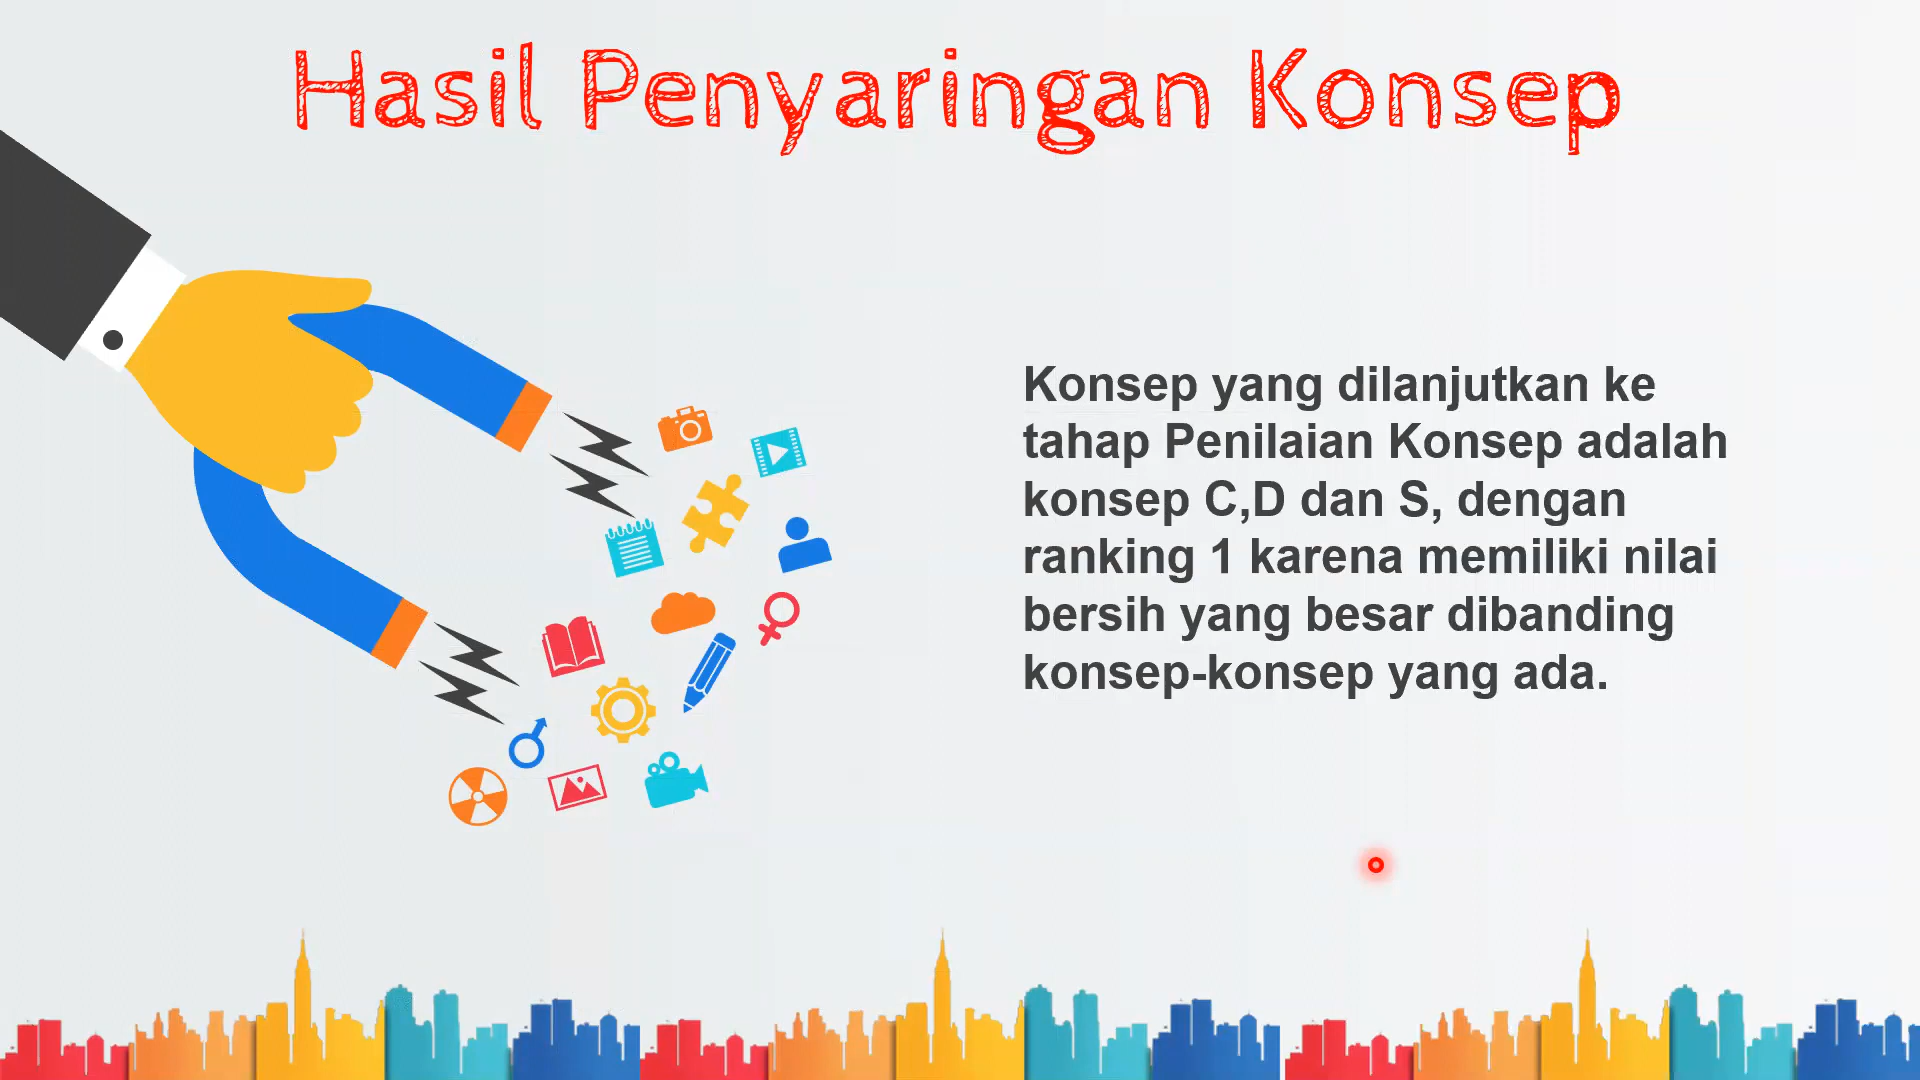 Hasil Penyaringan Konsep
Konsep yang dilanjutkan ke
tahap Penilaian Konsep adalah
konsep C,D dan S, dengan
ranking 1 karena memiliki nilai
bersih yang besar dibanding
konsep-konsep yang ada.